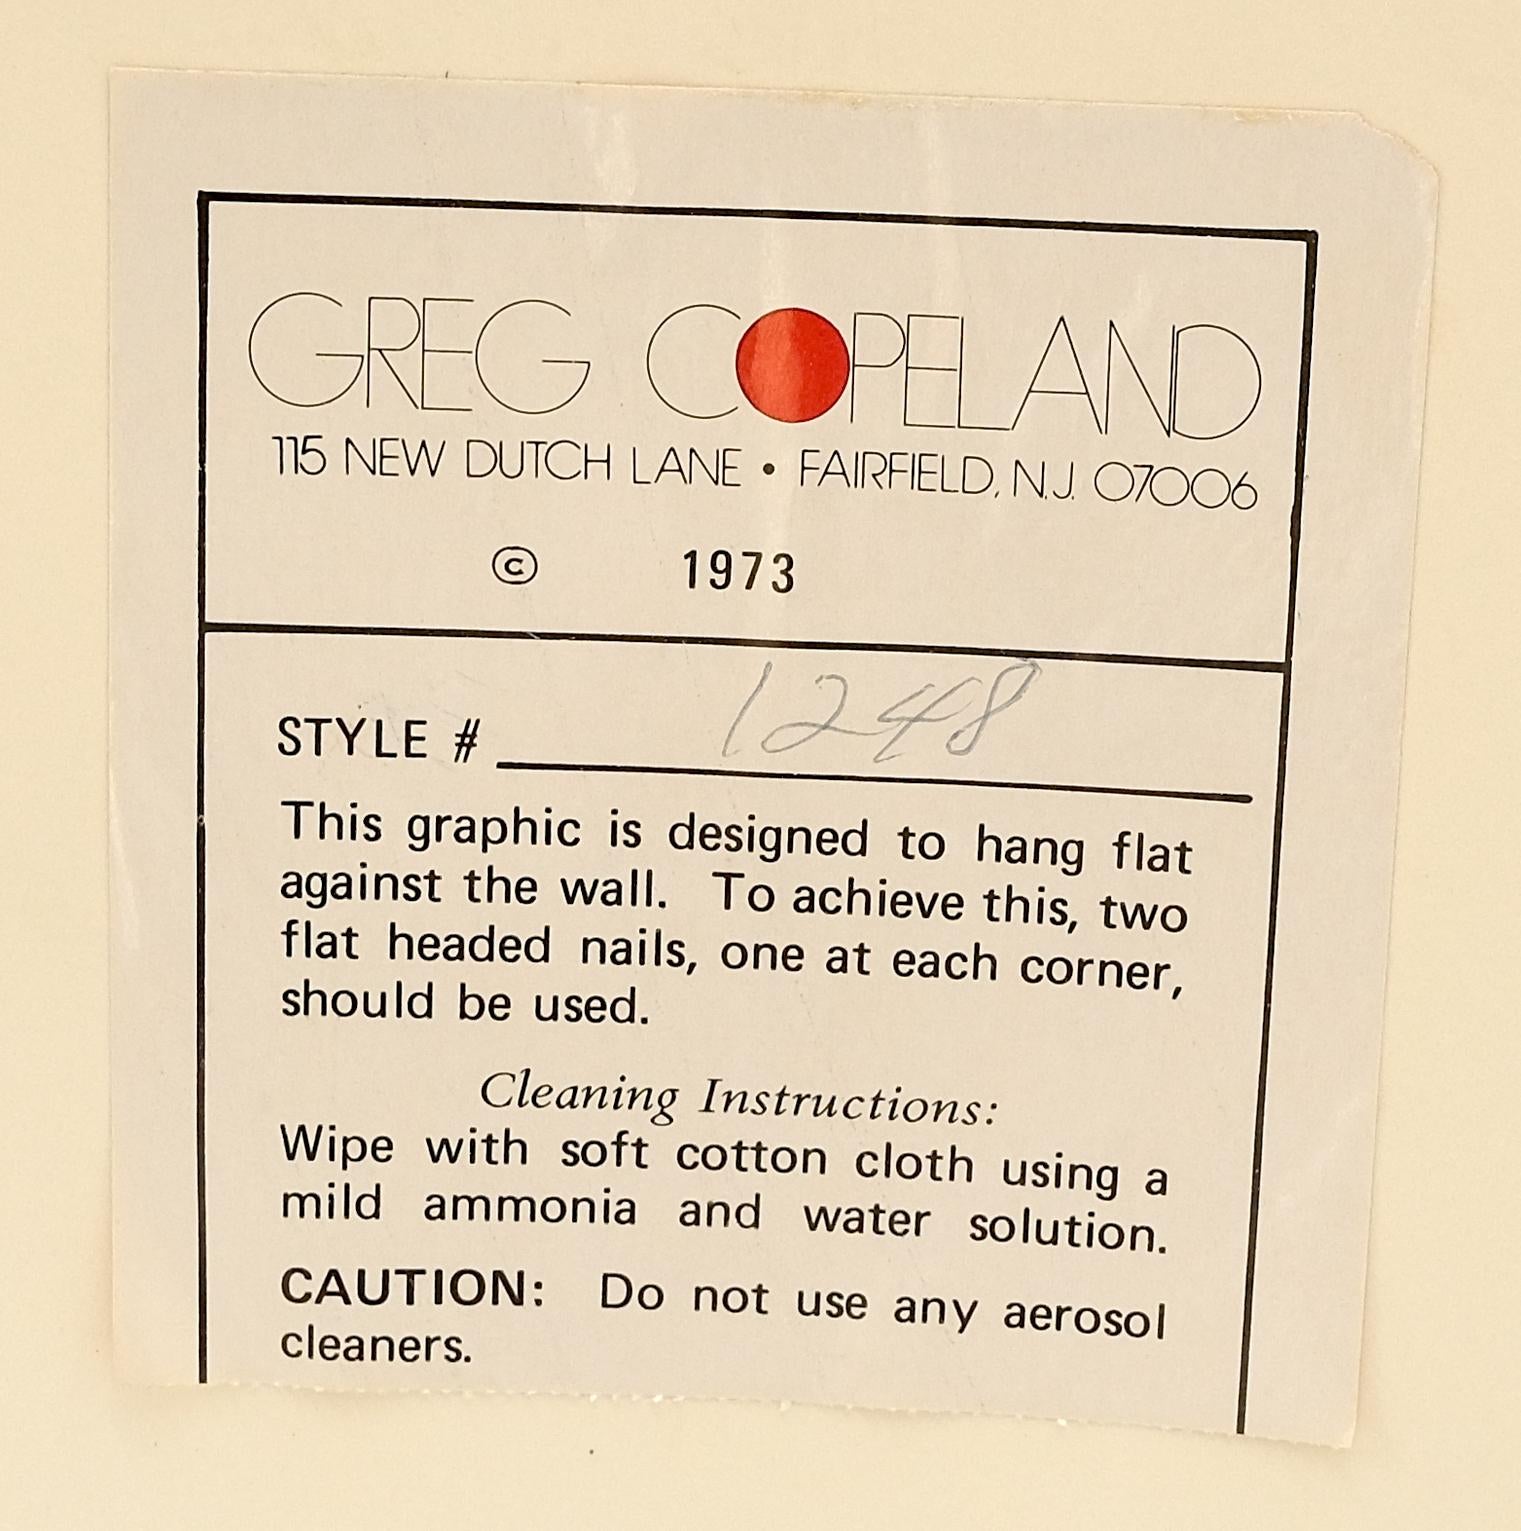 GREG COPELAND
115 NEW DUTCH LANE • FAIRFIELD, N.J. 07006
© 1973
STYLE # 1248
This graphic is designed to hang flat
against the wall. To achieve this, two
flat headed nails, one at each corner,
should be used.
Cleaning Instructions:
Wipe with soft cotton cloth using a
mild ammonia and water solution.
CAUTION: Do not use any aerosol
cleaners.